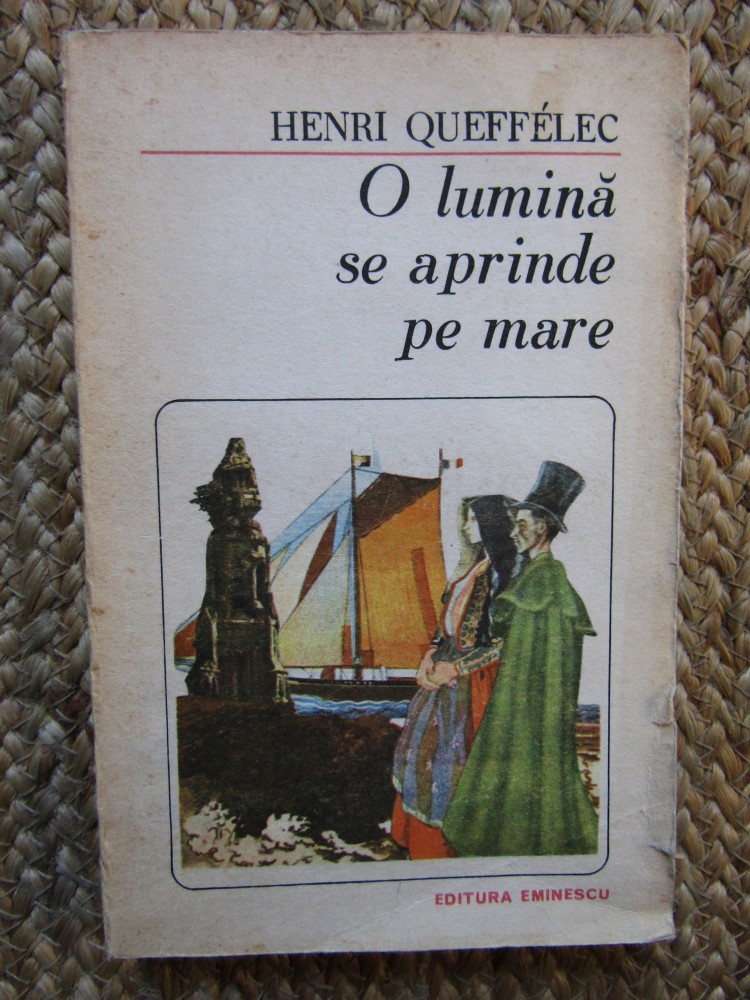 HENRI QUEFFÉLEC
O lumină
se aprinde
pe mare
EDITURA EMINESCU